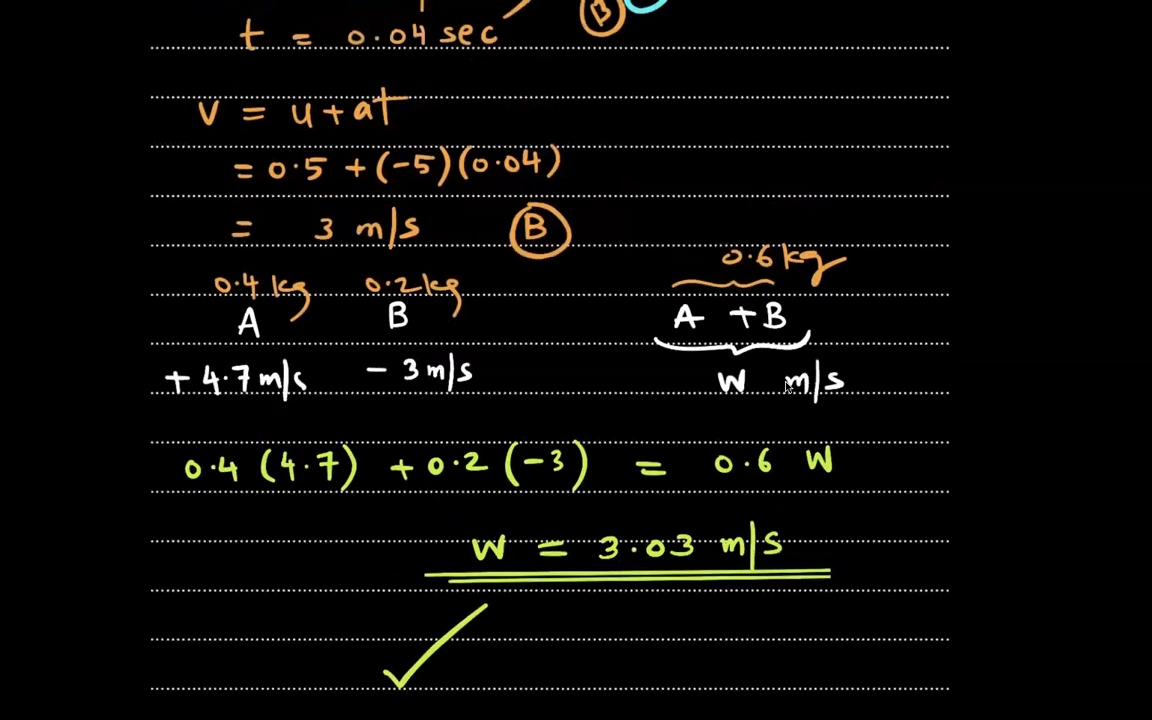 B
t = 0.04 sec
v = u + at
= 0.5 + (-5)(0.04)
= 3 m/s B
0.4 kg 0.2 kg 0.6 kg
A B A + B
+ 4.7 m/s - 3 m/s W m/s
0.4 (4.7) + 0.2 (-3) = 0.6 W
W = 3.03 m/s